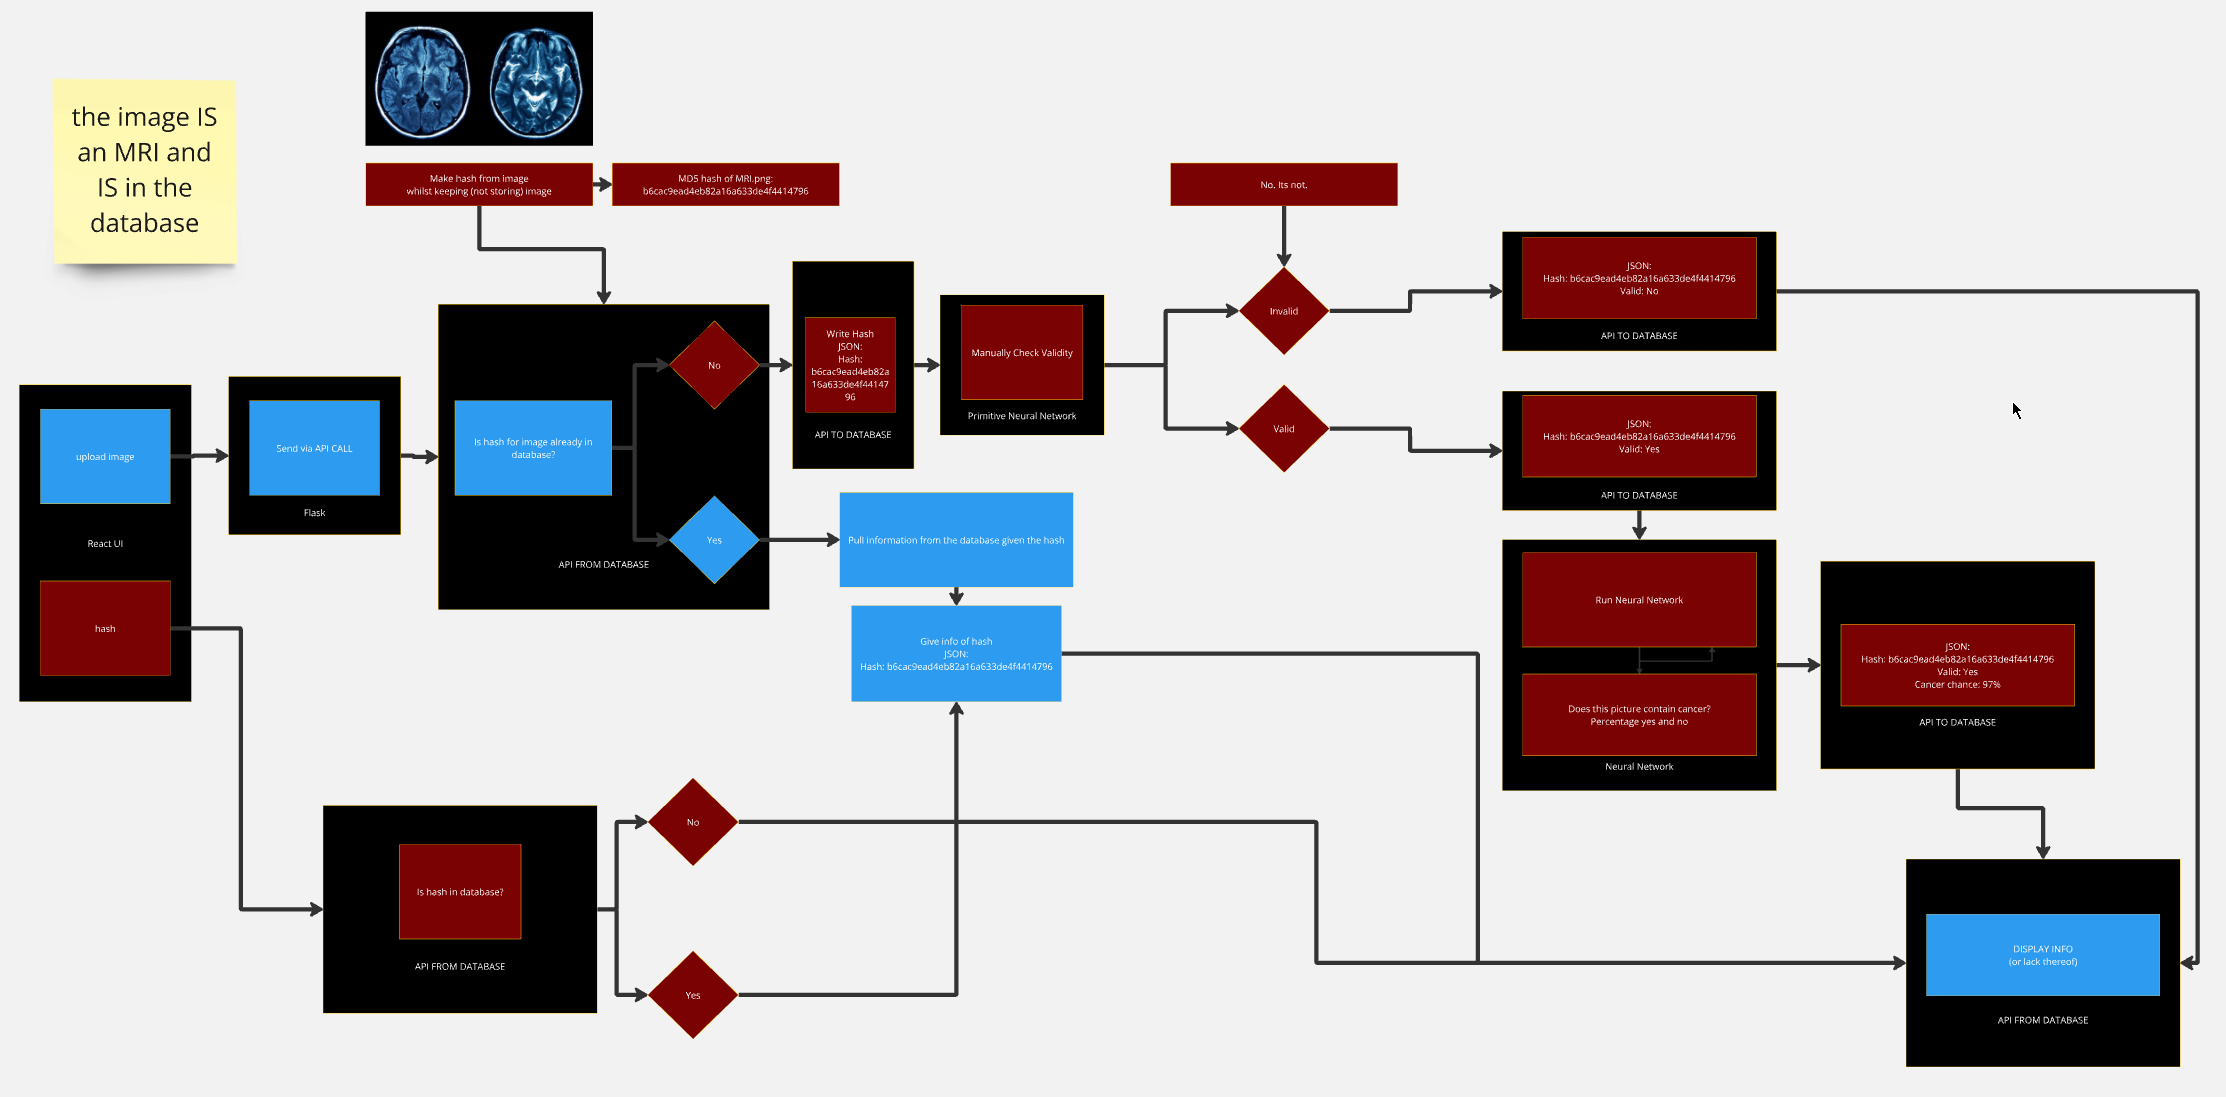 the image IS
an MRI and
IS in the
database
Make hash from image
whilst keeping (not storing) image
MD5 hash of MRI.png:
b6cac9ead4eb82a16a633de4f4414796
No. Its not.
upload image
React UI
hash
Send via API CALL
Flask
Is hash for image already in
database?
No
Yes
API FROM DATABASE
Write Hash
JSON:
Hash:
b6cac9ead4eb82a
16a633de4f44147
96
API TO DATABASE
Manually Check Validity
Primitive Neural Network
Invalid
Valid
JSON:
Hash: b6cac9ead4eb82a16a633de4f4414796
Valid: No
API TO DATABASE
JSON:
Hash: b6cac9ead4eb82a16a633de4f4414796
Valid: Yes
API TO DATABASE
Pull information from the database given the hash
Give info of hash
JSON:
Hash: b6cac9ead4eb82a16a633de4f4414796
Run Neural Network
Does this picture contain cancer?
Percentage yes and no
Neural Network
JSON:
Hash: b6cac9ead4eb82a16a633de4f4414796
Valid: Yes
Cancer chance: 97%
API TO DATABASE
Is hash in database?
API FROM DATABASE
No
Yes
DISPLAY INFO
(or lack thereof)
API FROM DATABASE